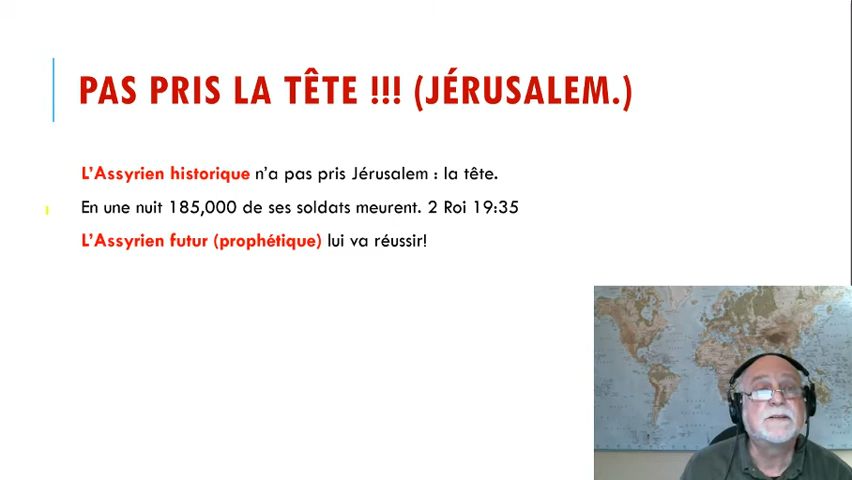 PAS PRIS LA TÊTE !!! (JÉRUSALEM.)
L'Assyrien historique n'a pas pris Jérusalem : la tête.
En une nuit 185,000 de ses soldats meurent. 2 Roi 19:35
L'Assyrien futur (prophétique) lui va réussir!